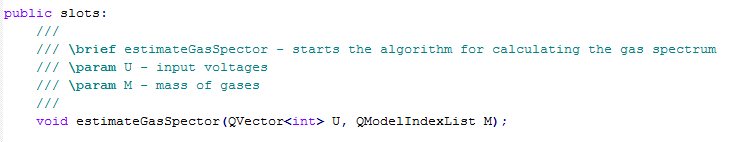 public slots:
///
/// \brief estimateGasSpector - starts the algorithm for calculating the gas spectrum
/// \param U - input voltages
/// \param M - mass of gases
///
void estimateGasSpector(QVector<int> U, QModelIndexList M);